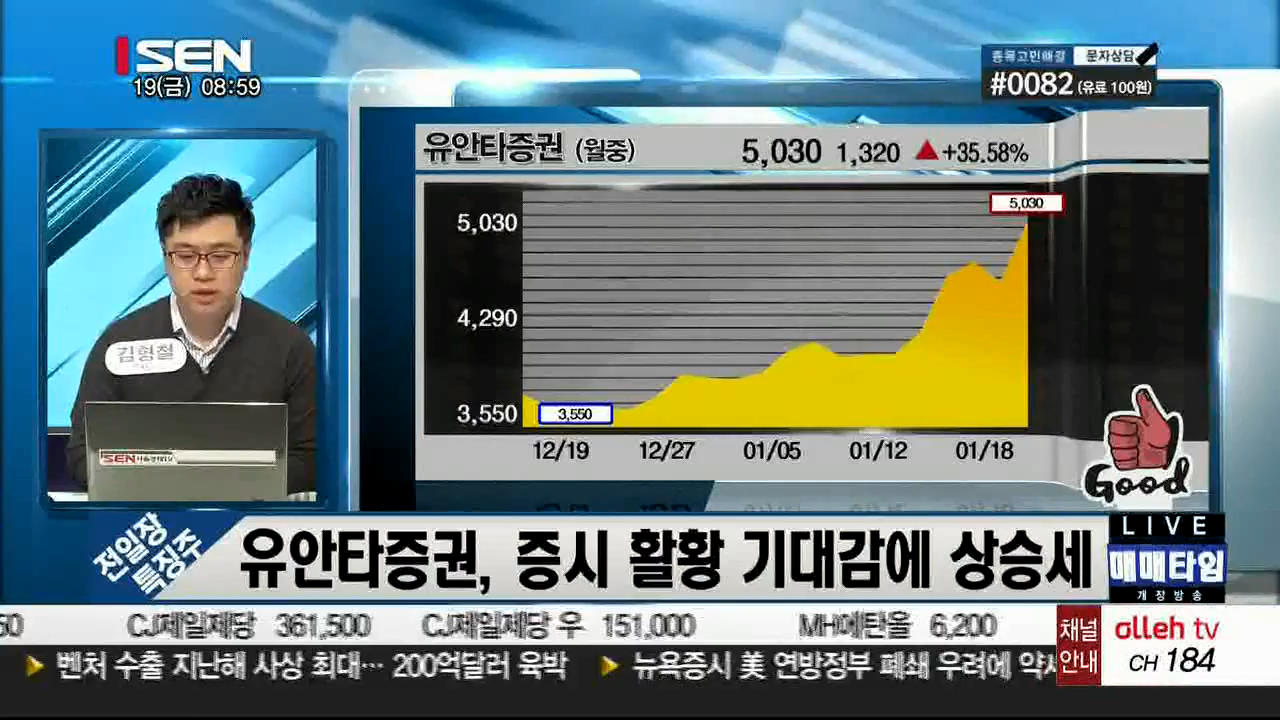 SEN
19(금) 08:59
종목고민해결 문자상담
#0082 (유료 100원)
유안타증권 (월중) 5,030 1,320 ▲+35.58%
5,030
4,290
3,550
5,030
3,550
12/19 12/27 01/05 01/12 01/18
김형철
SEN
Good
전일장
특징주
유안타증권, 증시 활황 기대감에 상승세
LIVE
매매타임
개장방송
50 CJ제일제당 361,500 CJ제일제당 우 151,000 MH에탄올 6,200
벤처 수출 지난해 사상 최대… 200억달러 육박 뉴욕증시 美 연방정부 폐쇄 우려에 약세
채널
안내
olleh tv
CH 184